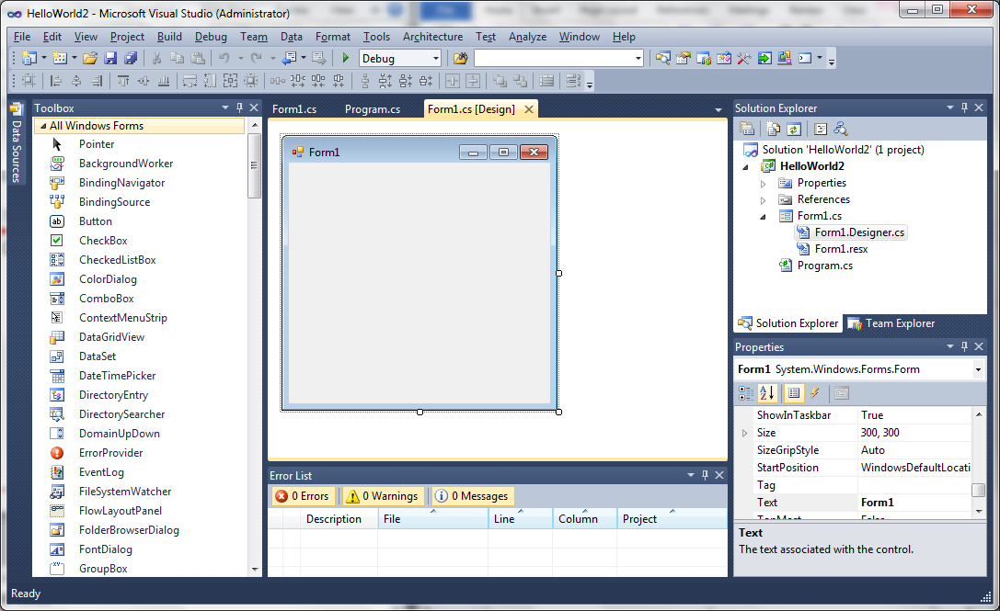 HelloWorld2 - Microsoft Visual Studio (Administrator)
File Edit View Project Build Debug Team Data Format Tools Architecture Test Analyze Window Help
Debug
Data Sources
Toolbox
All Windows Forms
Pointer
BackgroundWorker
BindingNavigator
BindingSource
Button
CheckBox
CheckedListBox
ColorDialog
ComboBox
ContextMenuStrip
DataGridView
DataSet
DateTimePicker
DirectoryEntry
DirectorySearcher
DomainUpDown
ErrorProvider
EventLog
FileSystemWatcher
FlowLayoutPanel
FolderBrowserDialog
FontDialog
GroupBox
Form1.cs Program.cs Form1.cs [Design]
Form1
Error List
0 Errors 0 Warnings 0 Messages
Description File Line Column Project
Solution Explorer
Solution 'HelloWorld2' (1 project)
HelloWorld2
Properties
References
Form1.cs
Form1.Designer.cs
Form1.resx
Program.cs
Solution Explorer Team Explorer
Properties
Form1 System.Windows.Forms.Form
ShowInTaskbar True
Size 300, 300
SizeGripStyle Auto
StartPosition WindowsDefaultLocati
Tag
Text Form1
TopMost False
Text
The text associated with the control.
Ready